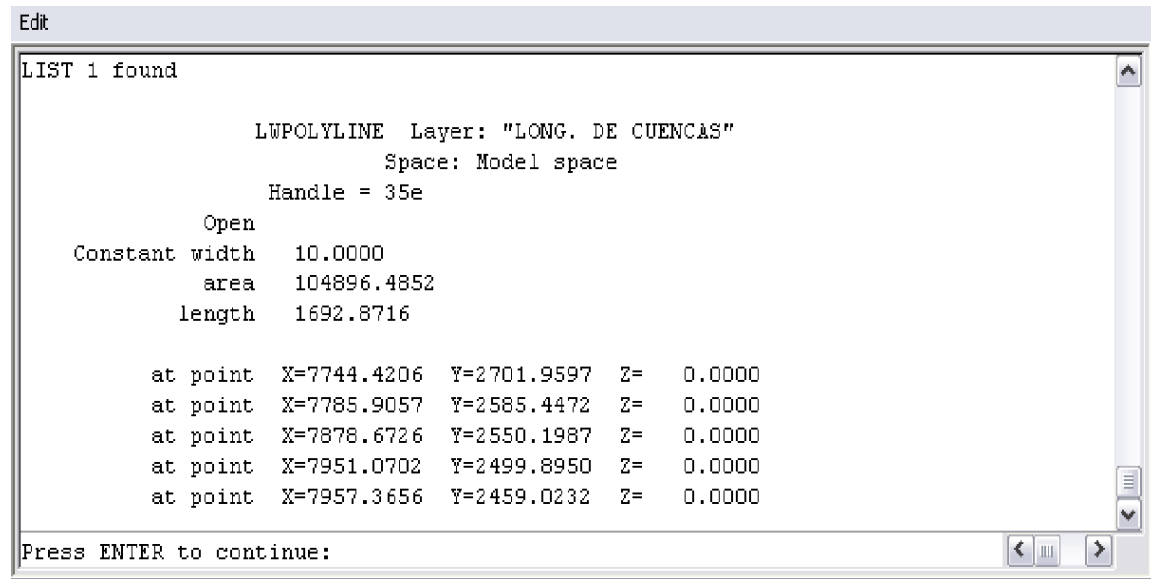 Edit
LIST 1 found
LWPOLYLINE Layer: "LONG. DE CUENCAS"
Space: Model space
Handle = 35e
Open
Constant width 10.0000
area 104896.4852
length 1692.8716
at point X=7744.4206 Y=2701.9597 Z= 0.0000
at point X=7785.9057 Y=2585.4472 Z= 0.0000
at point X=7878.6726 Y=2550.1987 Z= 0.0000
at point X=7951.0702 Y=2499.8950 Z= 0.0000
at point X=7957.3656 Y=2459.0232 Z= 0.0000
Press ENTER to continue: